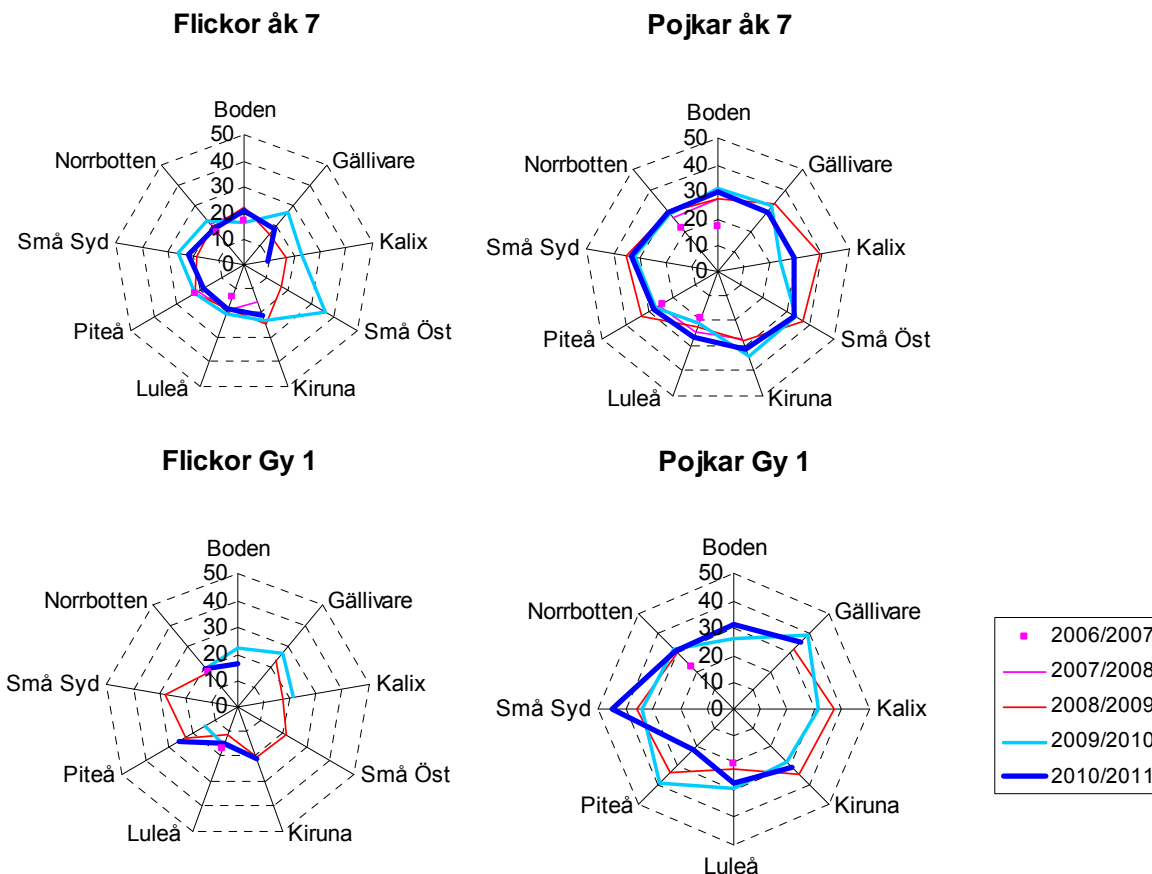 Flickor åk 7
Boden
50
40
30
20
10
0
Gällivare
Kalix
Små Öst
Kiruna
Luleå
Piteå
Små Syd
Norrbotten
Pojkar åk 7
Boden
50
40
30
20
10
0
Gällivare
Kalix
Små Öst
Kiruna
Luleå
Piteå
Små Syd
Norrbotten
Flickor Gy 1
Boden
50
40
30
20
10
0
Gällivare
Kalix
Små Öst
Kiruna
Luleå
Piteå
Små Syd
Norrbotten
Pojkar Gy 1
Boden
50
40
30
20
10
0
Gällivare
Kalix
Kiruna
Luleå
Piteå
Små Syd
Norrbotten
2006/2007
2007/2008
2008/2009
2009/2010
2010/2011